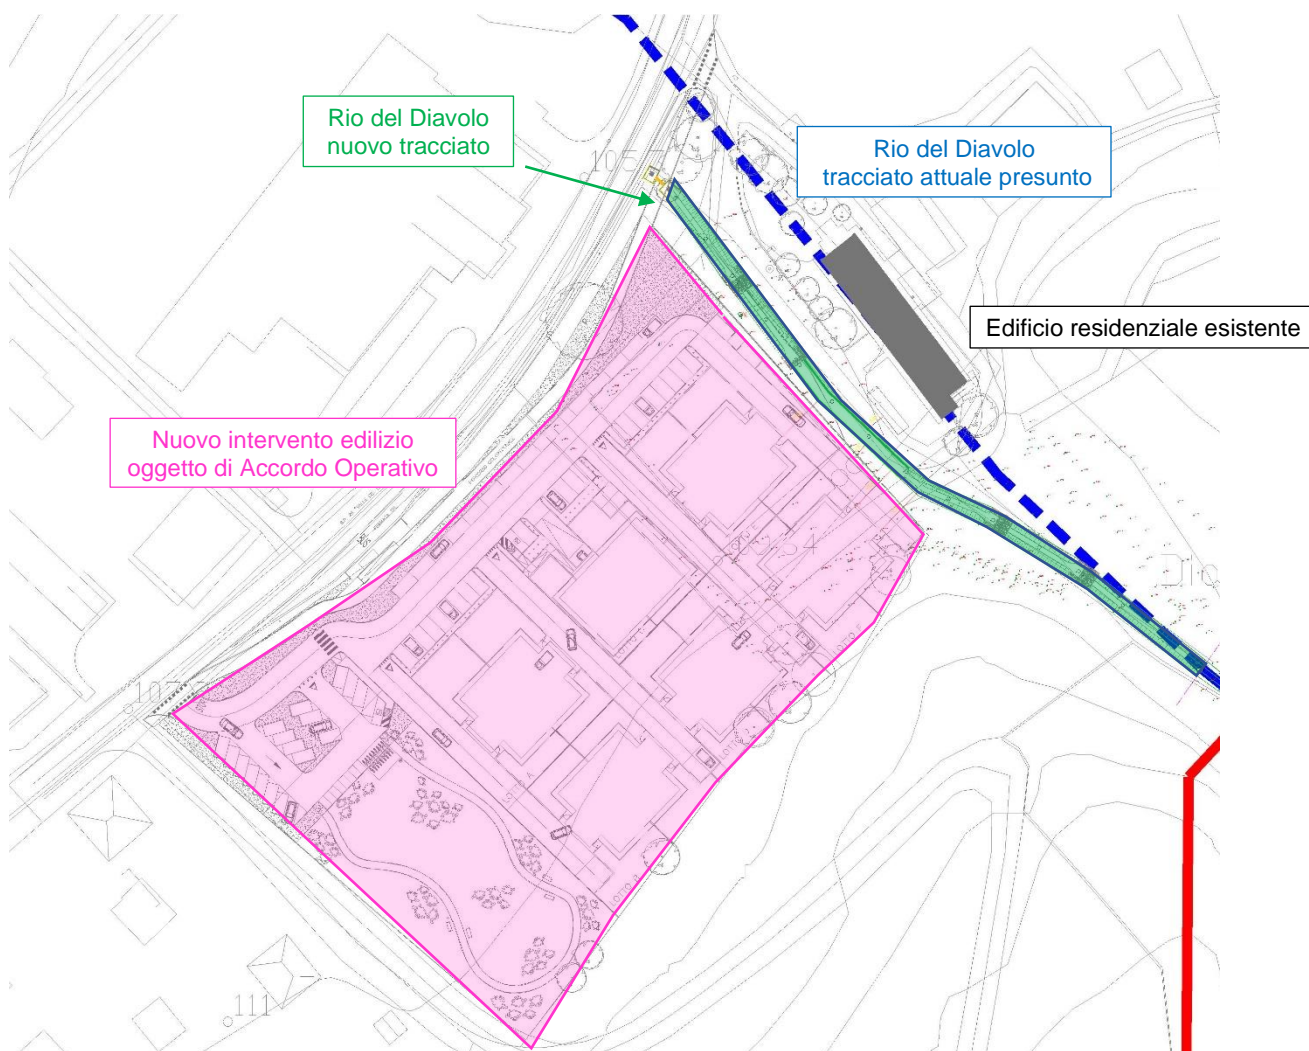 Rio del Diavolo
nuovo tracciato
Rio del Diavolo
tracciato attuale presunto
Edificio residenziale esistente
Nuovo intervento edilizio
oggetto di Accordo Operativo
111